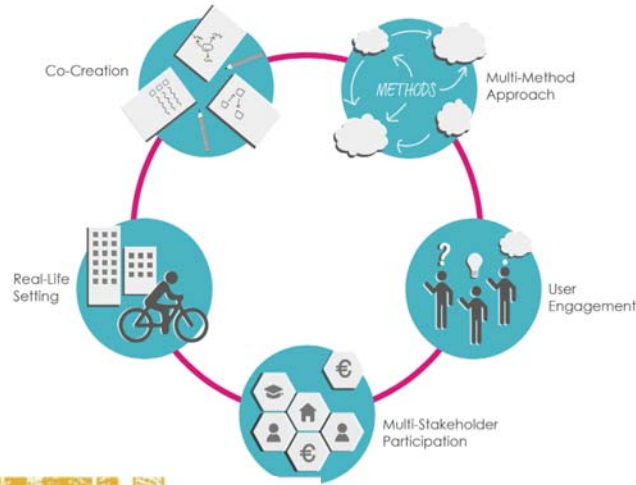 Co-Creation
Multi-Method
Approach
METHODS
Real-Life
Setting
?
User
Engagement
€
Multi-Stakeholder
Participation
€